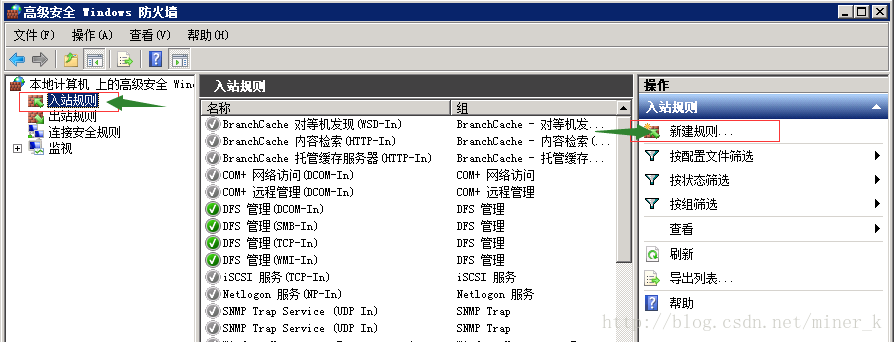 高级安全 Windows 防火墙
文件(F) 操作(A) 查看(V) 帮助(H)
本地计算机 上的高级安全 Win
入站规则
出站规则
连接安全规则
监视
入站规则
名称 组
BranchCache 对等机发现(WSD-In) BranchCache - 对等机发...
BranchCache 内容检索(HTTP-In) BranchCache - 内容检索(...
BranchCache 托管缓存服务器(HTTP-In) BranchCache - 托管缓存...
COM+ 网络访问(DCOM-In) COM+ 网络访问
COM+ 远程管理(DCOM-In) COM+ 远程管理
DFS 管理(DCOM-In) DFS 管理
DFS 管理(SMB-In) DFS 管理
DFS 管理(TCP-In) DFS 管理
DFS 管理(WMI-In) DFS 管理
iSCSI 服务(TCP-In) iSCSI 服务
Netlogon 服务(NP-In) Netlogon 服务
SNMP Trap Service (UDP In) SNMP Trap
SNMP Trap Service (UDP In) SNMP Trap
操作
入站规则
新建规则...
按配置文件筛选
按状态筛选
按组筛选
查看
刷新
导出列表...
帮助
http://blog.csdn.net/miner_k